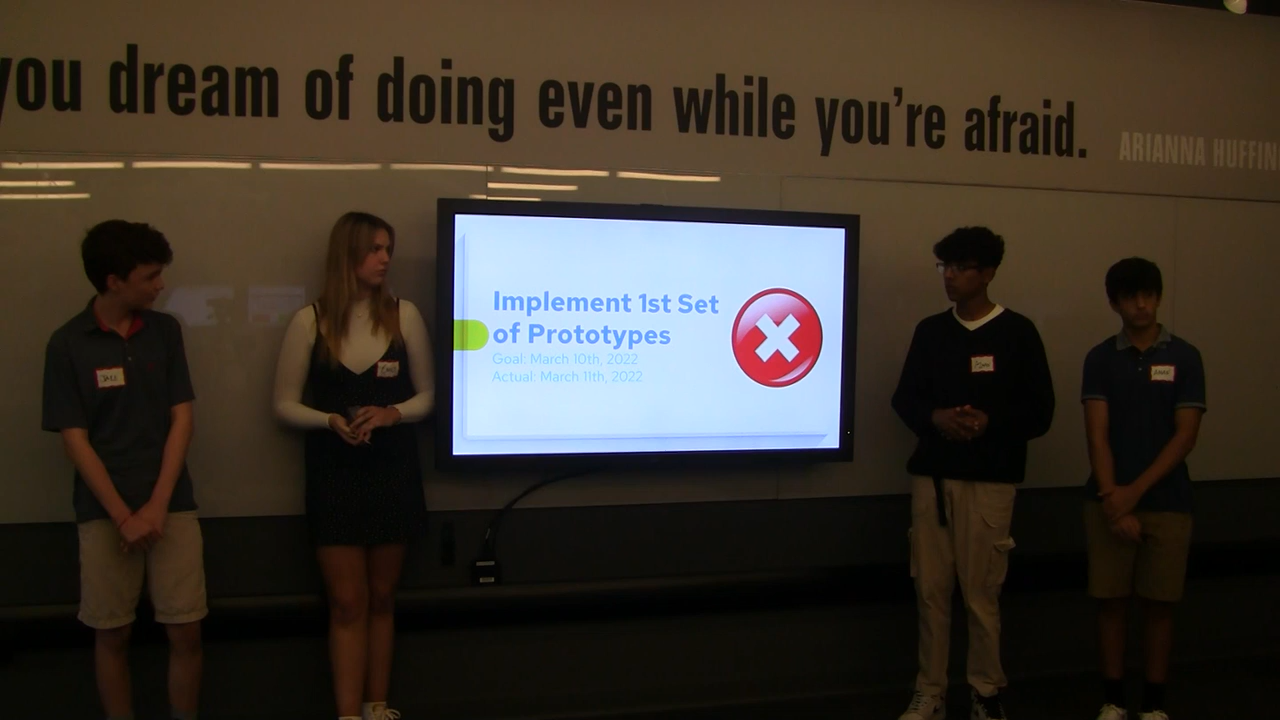 you dream of doing even while you're afraid.
ARIANNA HUFFIN
Implement 1st Set
of Prototypes
Goal: March 10th, 2022
Actual: March 11th, 2022